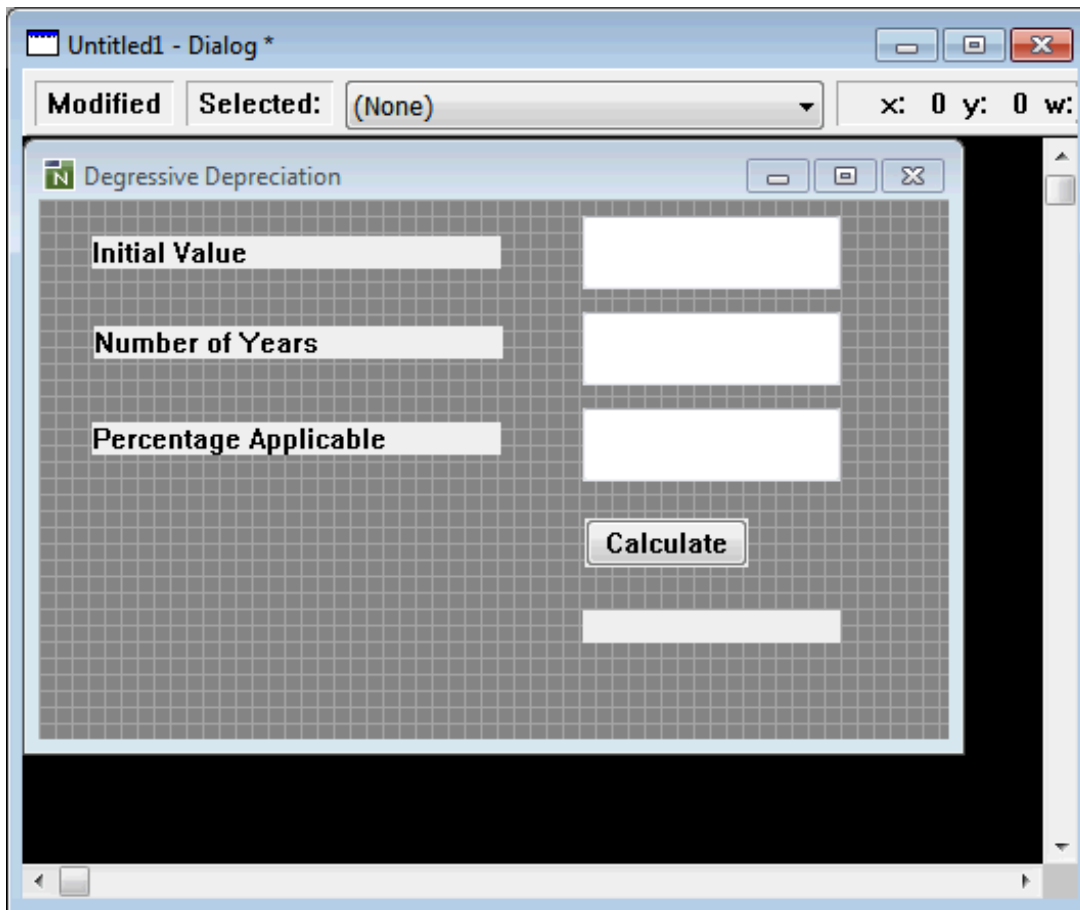 Untitled1 - Dialog *
Modified Selected: (None) x: 0 y: 0 w:
N Degressive Depreciation
Initial Value
Number of Years
Percentage Applicable
Calculate